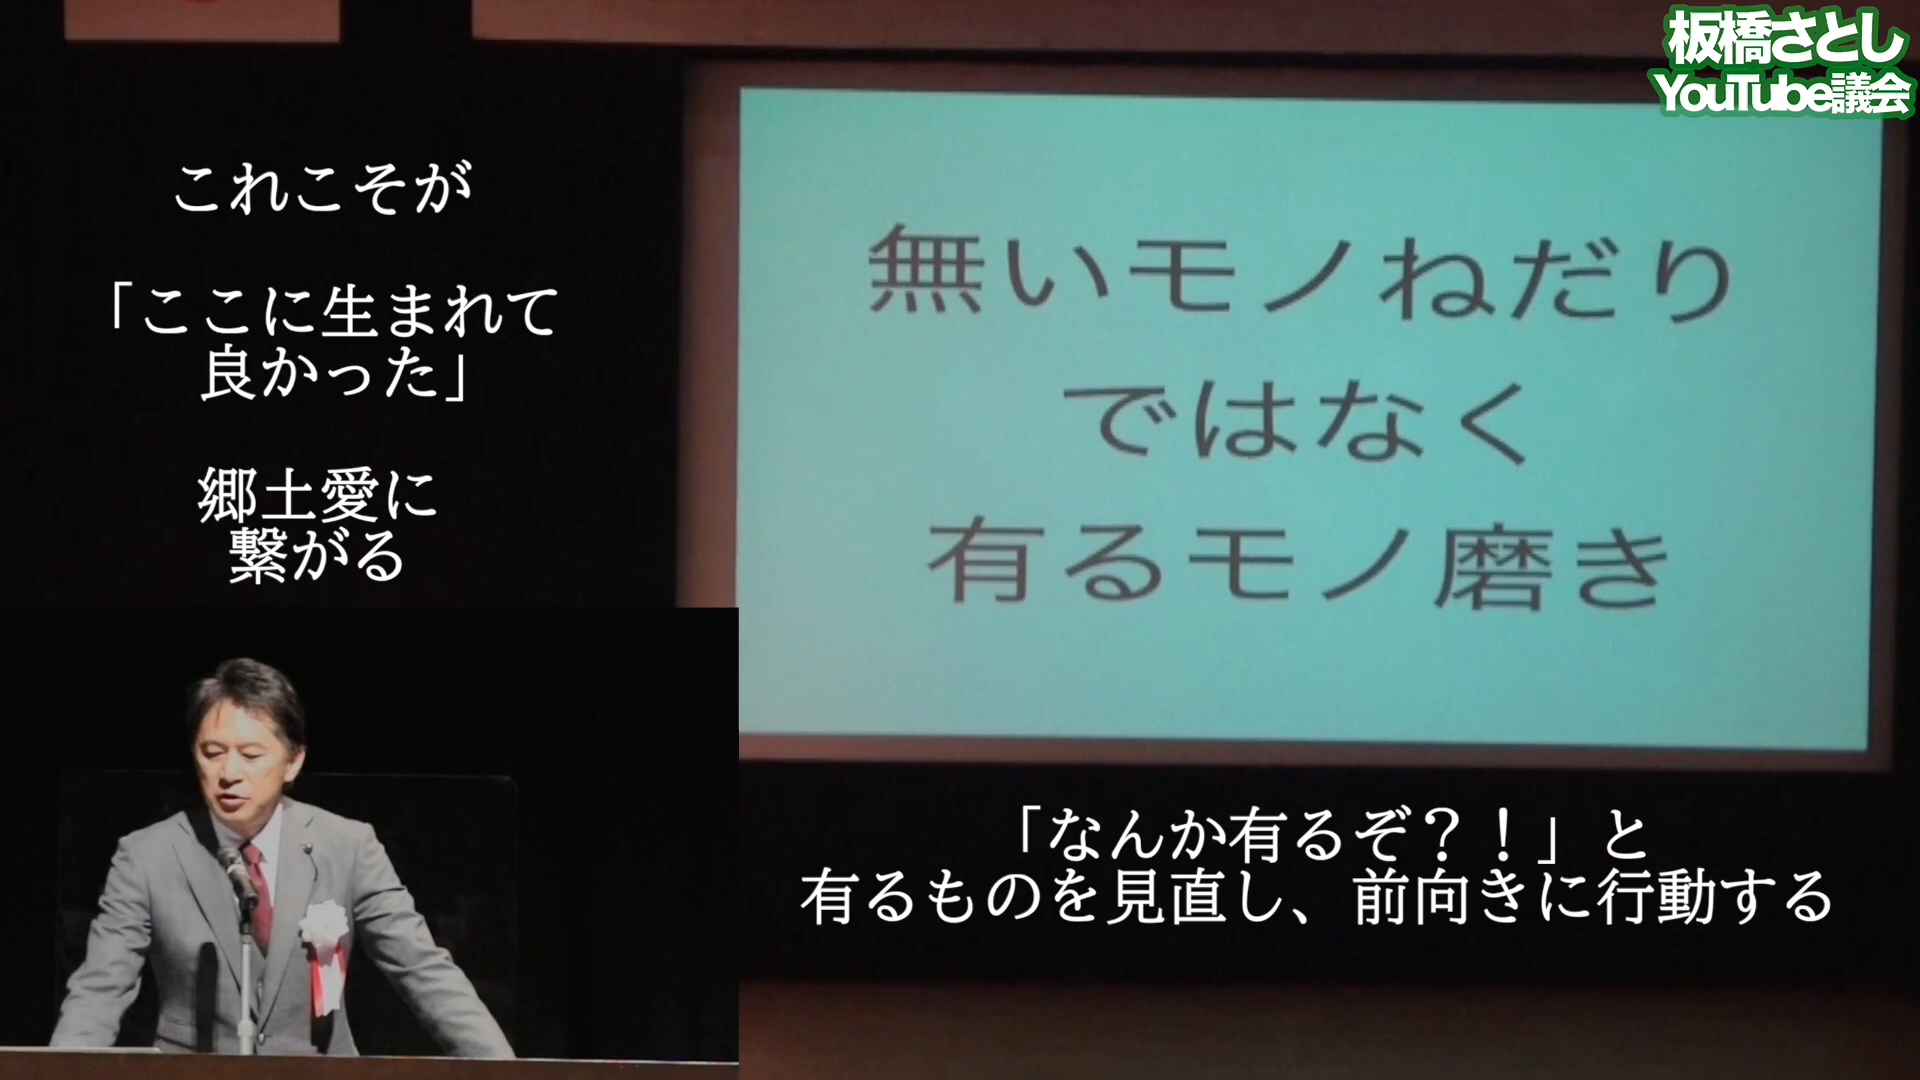 板橋さとし
YouTube議会
これこそが
「ここに生まれて
良かった」
郷土愛に
繋がる
無いモノねだり
ではなく
有るモノ磨き
「なんか有るぞ？！」と
有るものを見直し、前向きに行動する